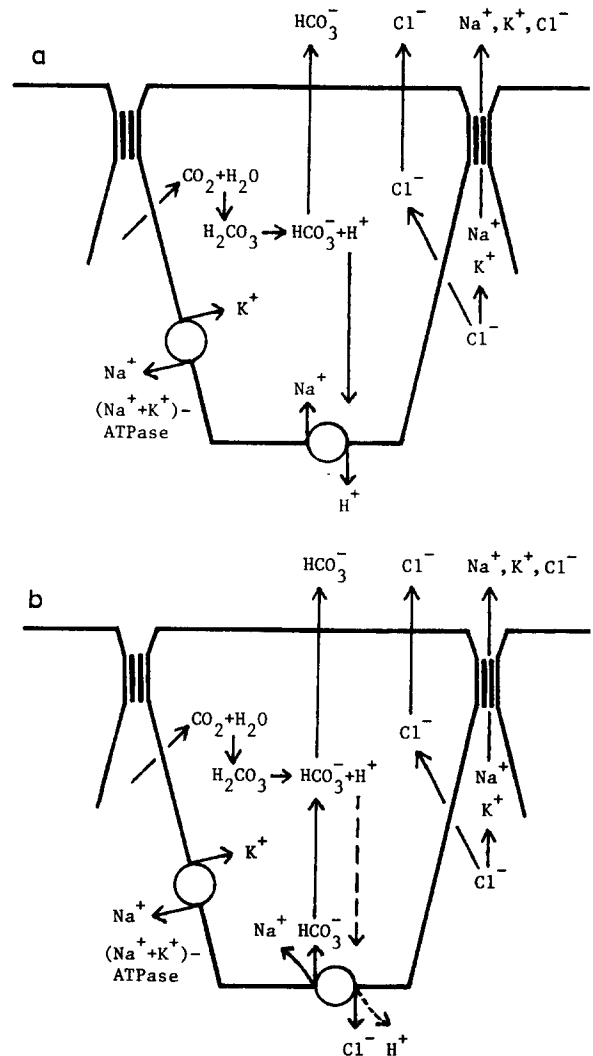 a
HCO₃⁻ Cl⁻ Na⁺, K⁺, Cl⁻
CO₂+H₂O
Cl⁻
H₂CO₃ HCO₃⁻+H⁺
Na⁺
K⁺
K⁺
Cl⁻
Na⁺
Na⁺
(Na⁺+K⁺)-
ATPase
H⁺
b
HCO₃⁻ Cl⁻ Na⁺, K⁺, Cl⁻
CO₂+H₂O
Cl⁻
H₂CO₃ HCO₃⁻+H⁺
Na⁺
K⁺
K⁺
Cl⁻
Na⁺
Na⁺ HCO₃⁻
(Na⁺+K⁺)-
ATPase
Cl⁻ H⁺